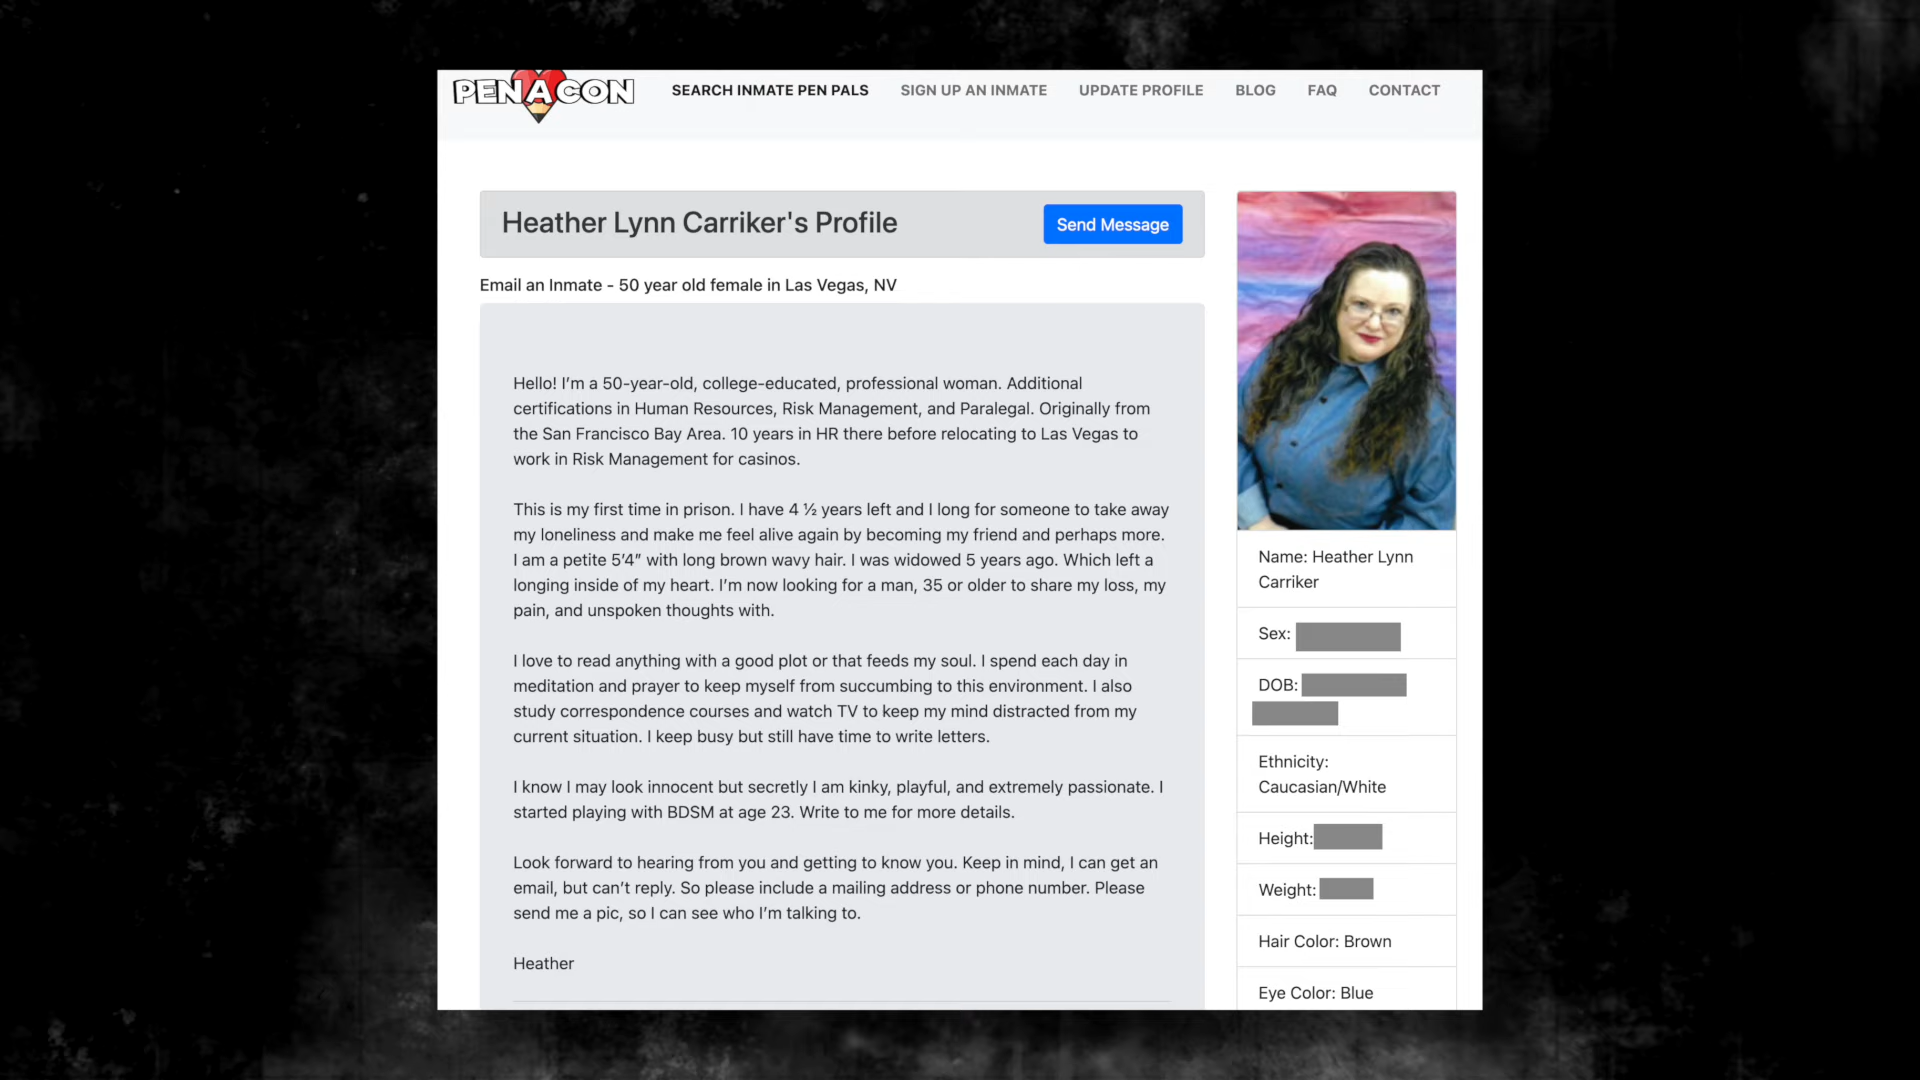 PENACON
SEARCH INMATE PEN PALS
SIGN UP AN INMATE
UPDATE PROFILE
BLOG
FAQ
CONTACT
Heather Lynn Carriker's Profile
Send Message
Email an Inmate - 50 year old female in Las Vegas, NV
Hello! I’m a 50-year-old, college-educated, professional woman. Additional
certifications in Human Resources, Risk Management, and Paralegal. Originally from
the San Francisco Bay Area. 10 years in HR there before relocating to Las Vegas to
work in Risk Management for casinos.
This is my first time in prison. I have 4 ½ years left and I long for someone to take away
my loneliness and make me feel alive again by becoming my friend and perhaps more.
I am a petite 5’4” with long brown wavy hair. I was widowed 5 years ago. Which left a
longing inside of my heart. I’m now looking for a man, 35 or older to share my loss, my
pain, and unspoken thoughts with.
I love to read anything with a good plot or that feeds my soul. I spend each day in
meditation and prayer to keep myself from succumbing to this environment. I also
study correspondence courses and watch TV to keep my mind distracted from my
current situation. I keep busy but still have time to write letters.
I know I may look innocent but secretly I am kinky, playful, and extremely passionate. I
started playing with BDSM at age 23. Write to me for more details.
Look forward to hearing from you and getting to know you. Keep in mind, I can get an
email, but can’t reply. So please include a mailing address or phone number. Please
send me a pic, so I can see who I’m talking to.
Heather
Name: Heather Lynn
Carriker
Sex:
DOB:
Ethnicity:
Caucasian/White
Height:
Weight:
Hair Color: Brown
Eye Color: Blue